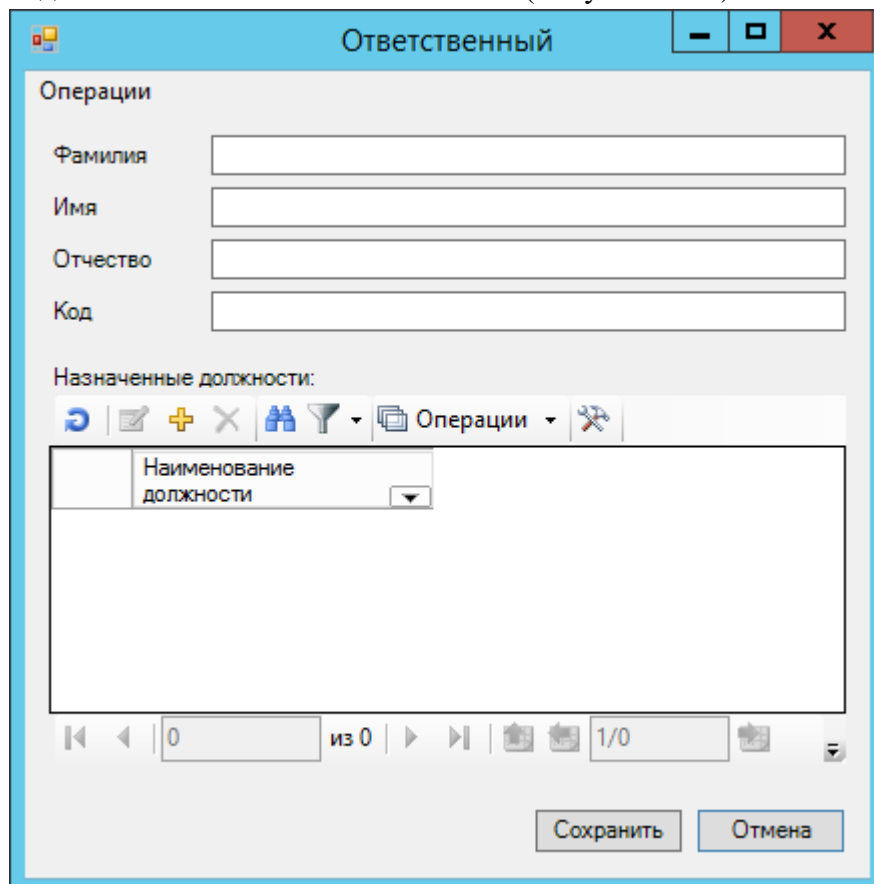 Ответственный
Операции
Фамилия
Имя
Отчество
Код
Назначенные должности:
Операции
Наименование
должности
0 из 0 1/0
Сохранить Отмена